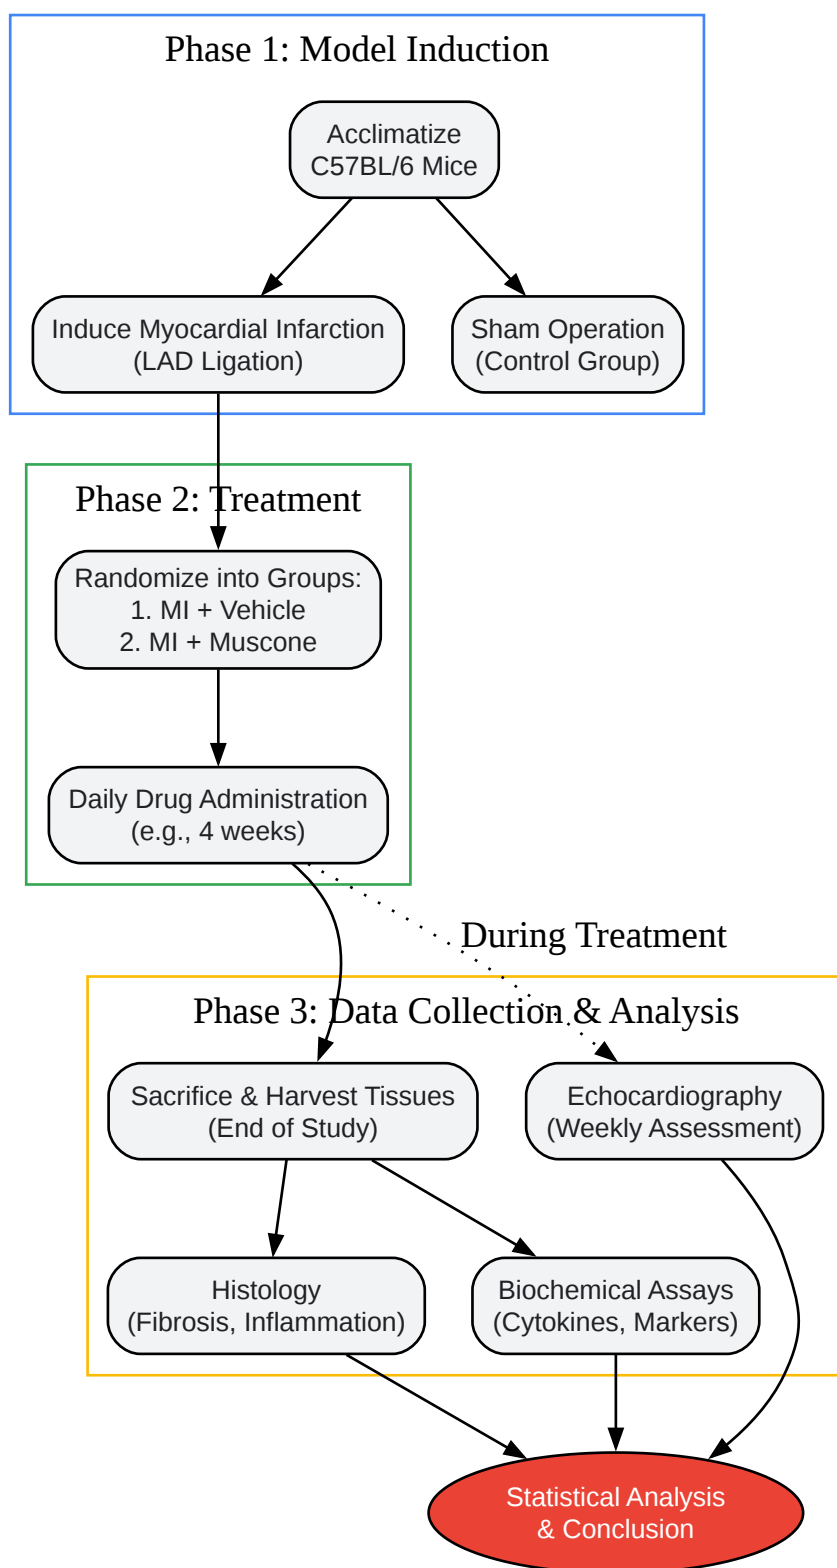 Phase 1: Model Induction
Acclimatize
C57BL/6 Mice
Induce Myocardial Infarction
(LAD Ligation)
Sham Operation
(Control Group)
Phase 2: Treatment
Randomize into Groups:
1. MI + Vehicle
2. MI + Muscone
Daily Drug Administration
(e.g., 4 weeks)
During Treatment
Phase 3: Data Collection & Analysis
Sacrifice & Harvest Tissues
(End of Study)
Echocardiography
(Weekly Assessment)
Histology
(Fibrosis, Inflammation)
Biochemical Assays
(Cytokines, Markers)
Statistical Analysis
& Conclusion